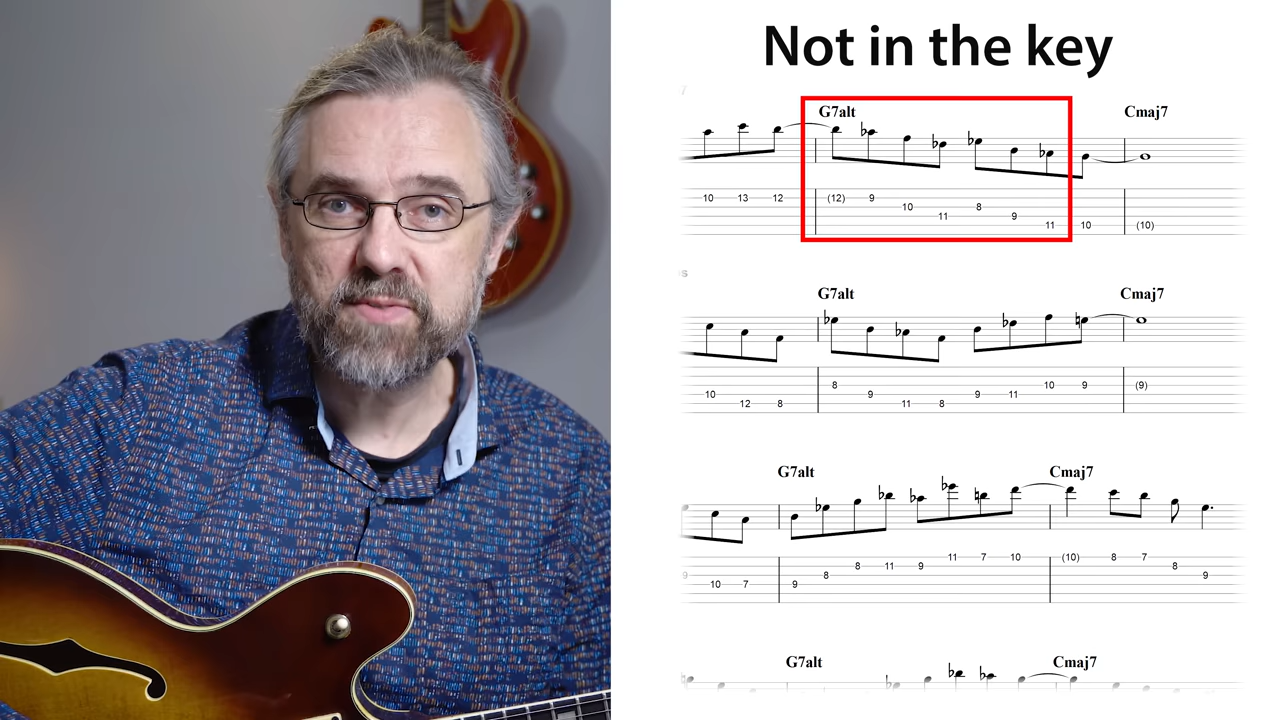 Not in the key
G7alt Cmaj7
10 13 12 (12) 9 10 11 8 9 11 10 (10)
s
G7alt Cmaj7
10 12 8 8 9 11 8 9 11 10 9 (9)
G7alt Cmaj7
9 10 7 9 8 8 11 9 11 7 10 (10) 8 7 8 9
G7alt Cmaj7